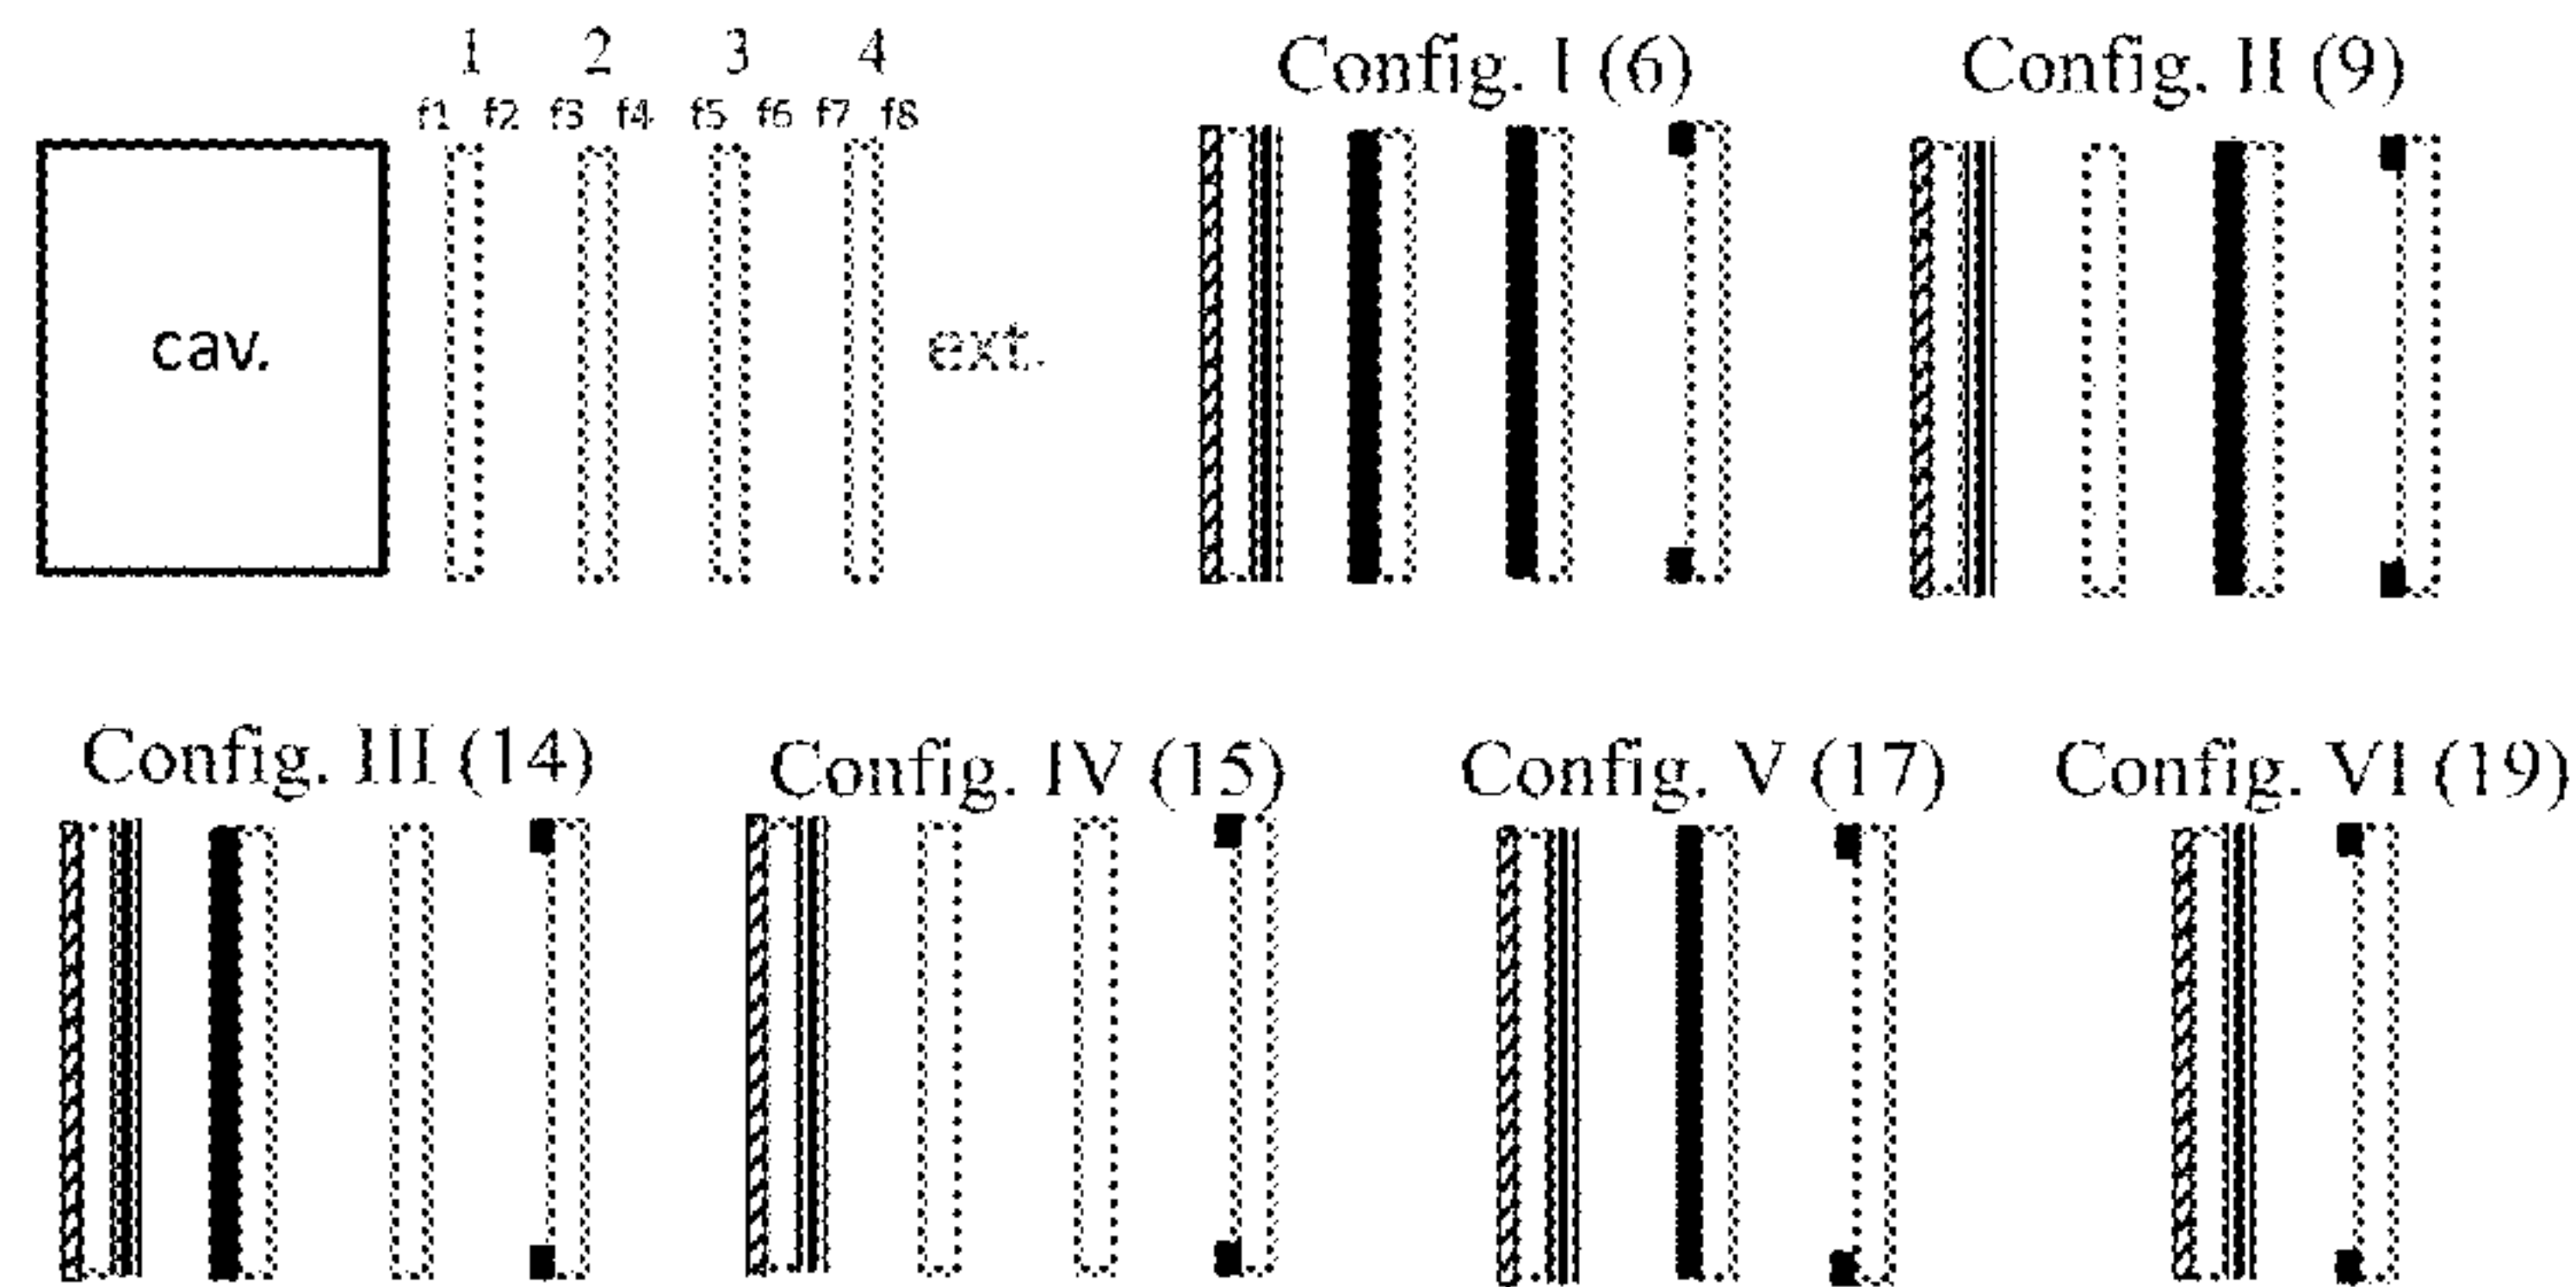 1 2 3 4
f1 f2 f3 f4 f5 f6 f7 f8
cav.
ext.
Config. I (6)
Config. II (9)
Config. III (14)
Config. IV (15)
Config. V (17)
Config. VI (19)